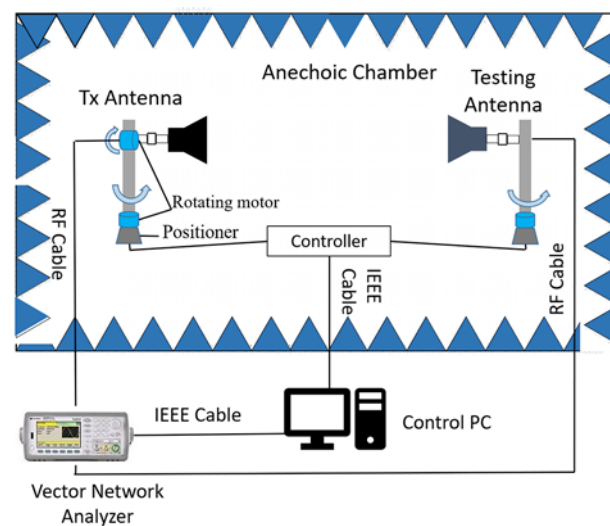 Anechoic Chamber
Testing
Antenna
Tx Antenna
Rotating motor
Positioner
Controller
RF Cable
IEEE
Cable
RF Cable
IEEE Cable
Control PC
Vector Network
Analyzer